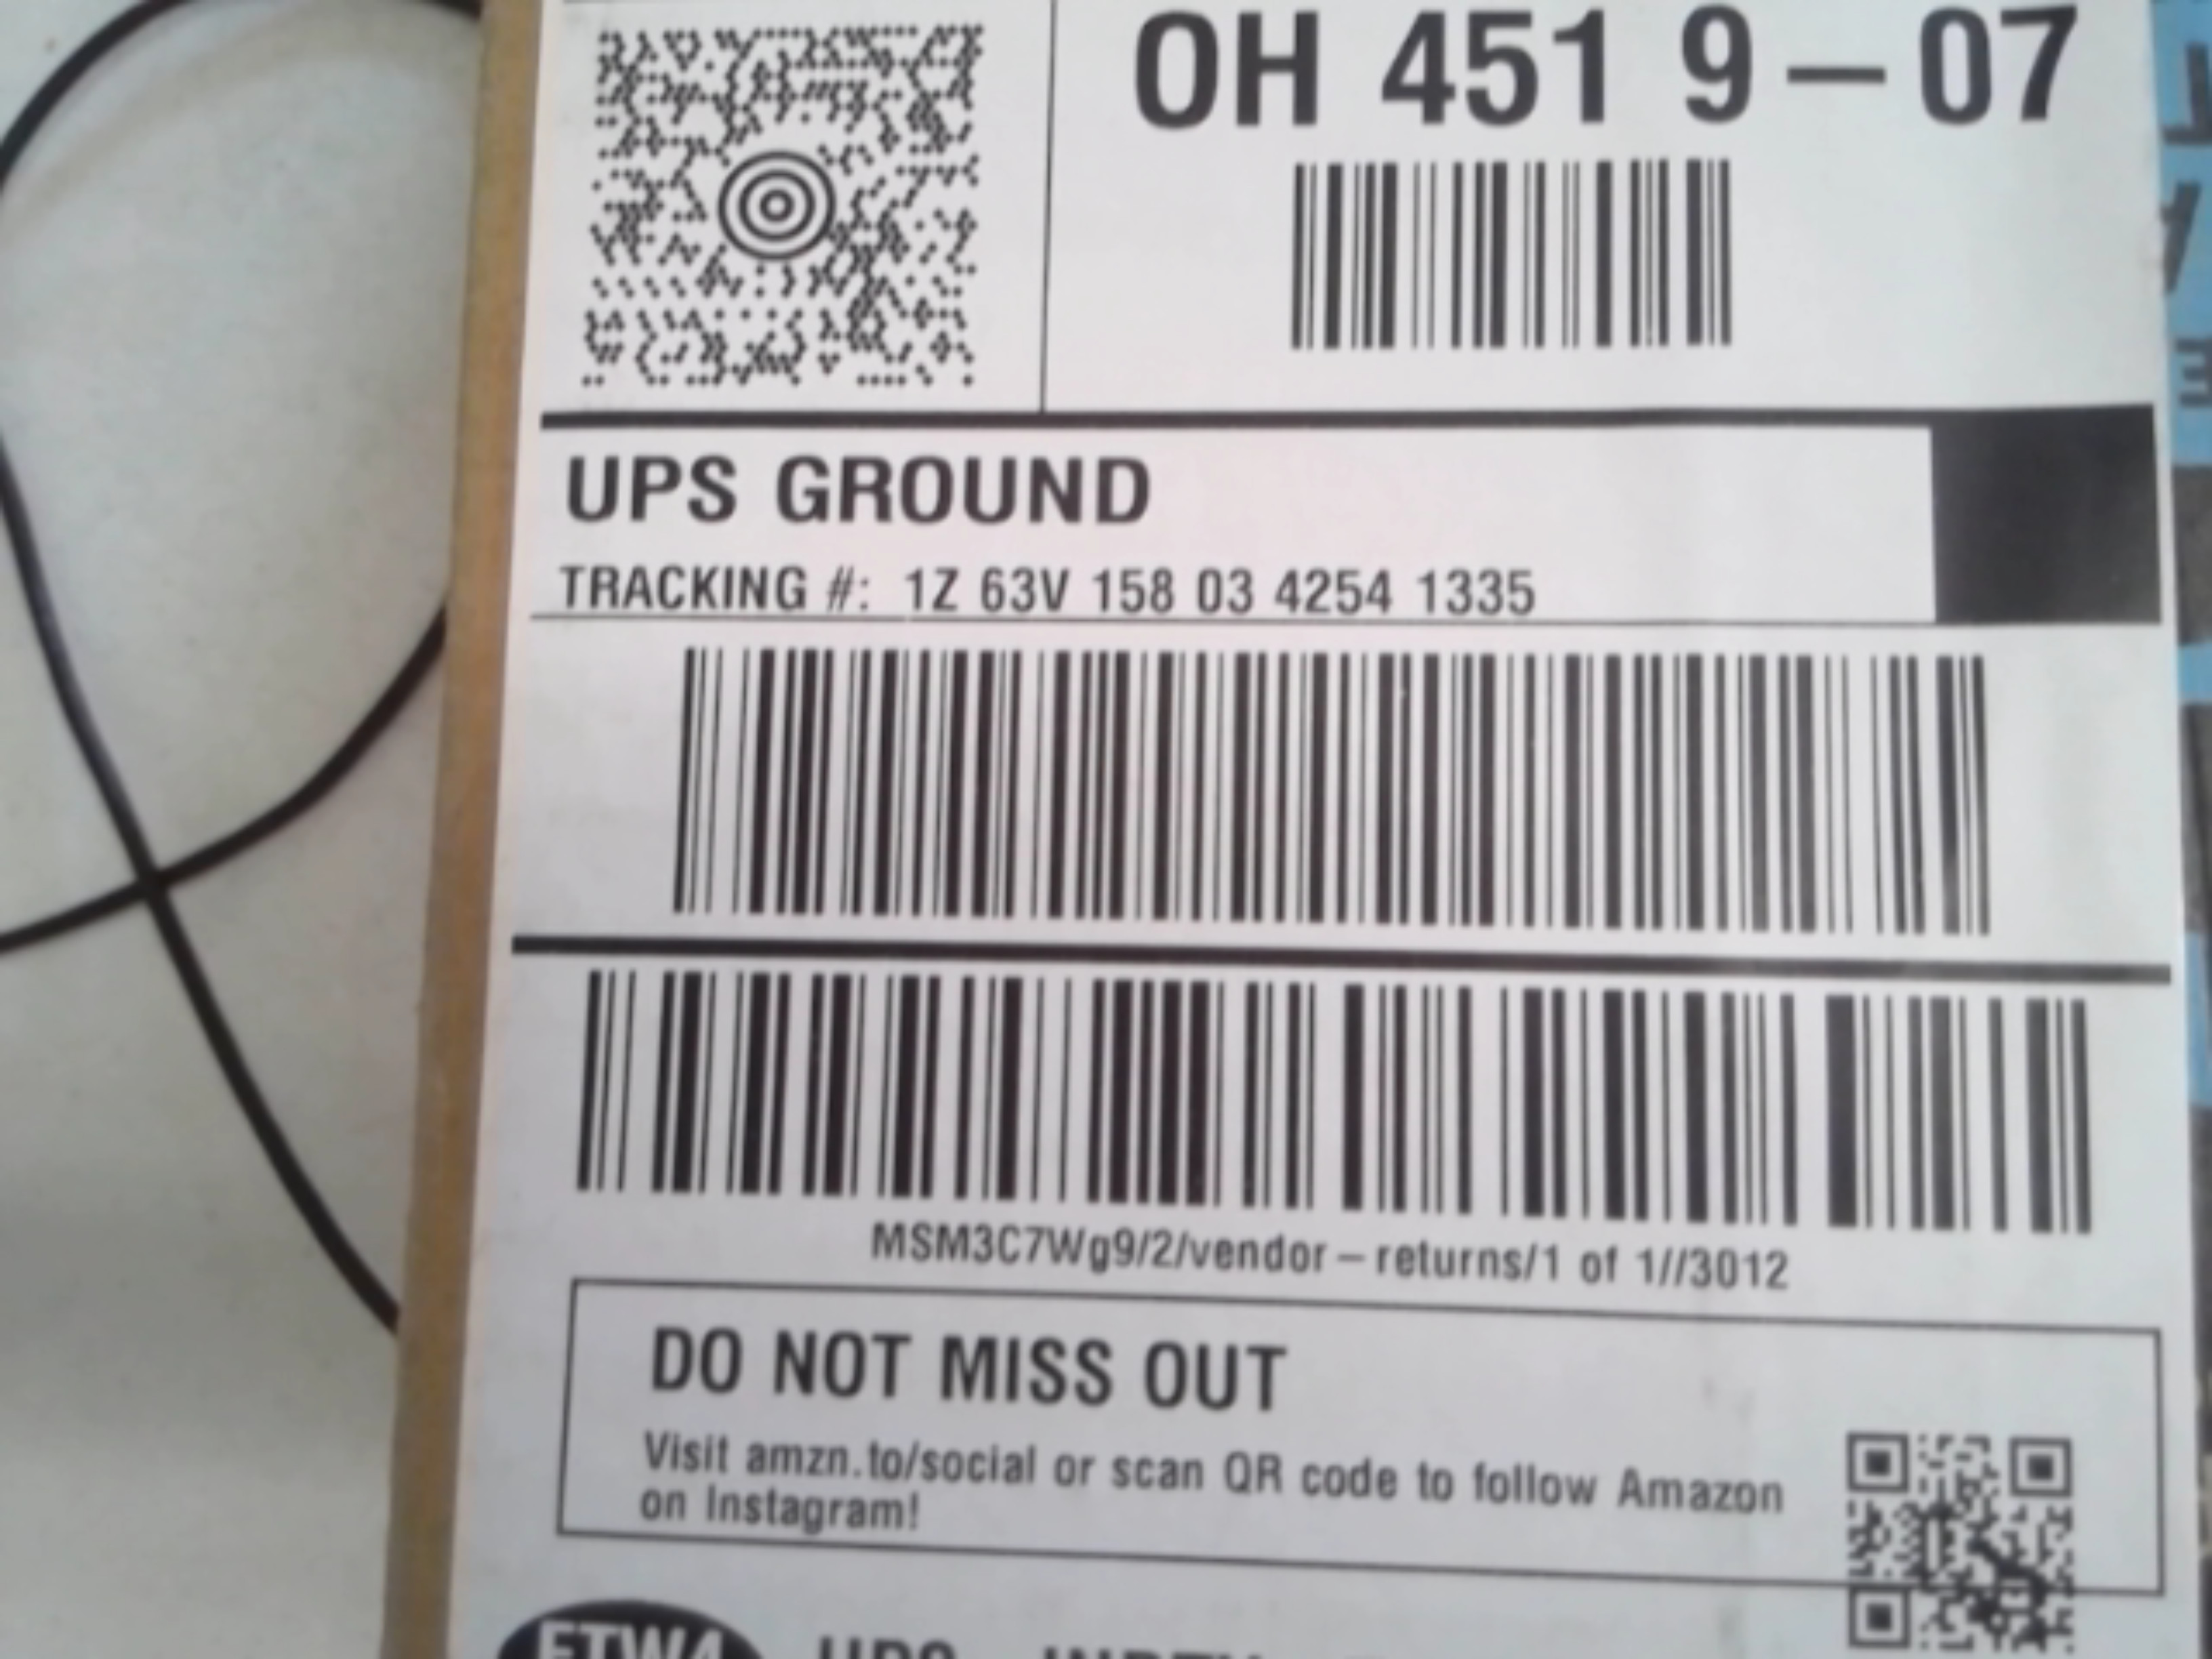 OH 451 9-07
UPS GROUND
TRACKING #: 1Z 63V 158 03 4254 1335
MSM3C7Wg9/2/vendor-returns/1 of 1//3012
DO NOT MISS OUT
Visit amzn.to/social or scan QR code to follow Amazon
on Instagram!
FTW4 UPS